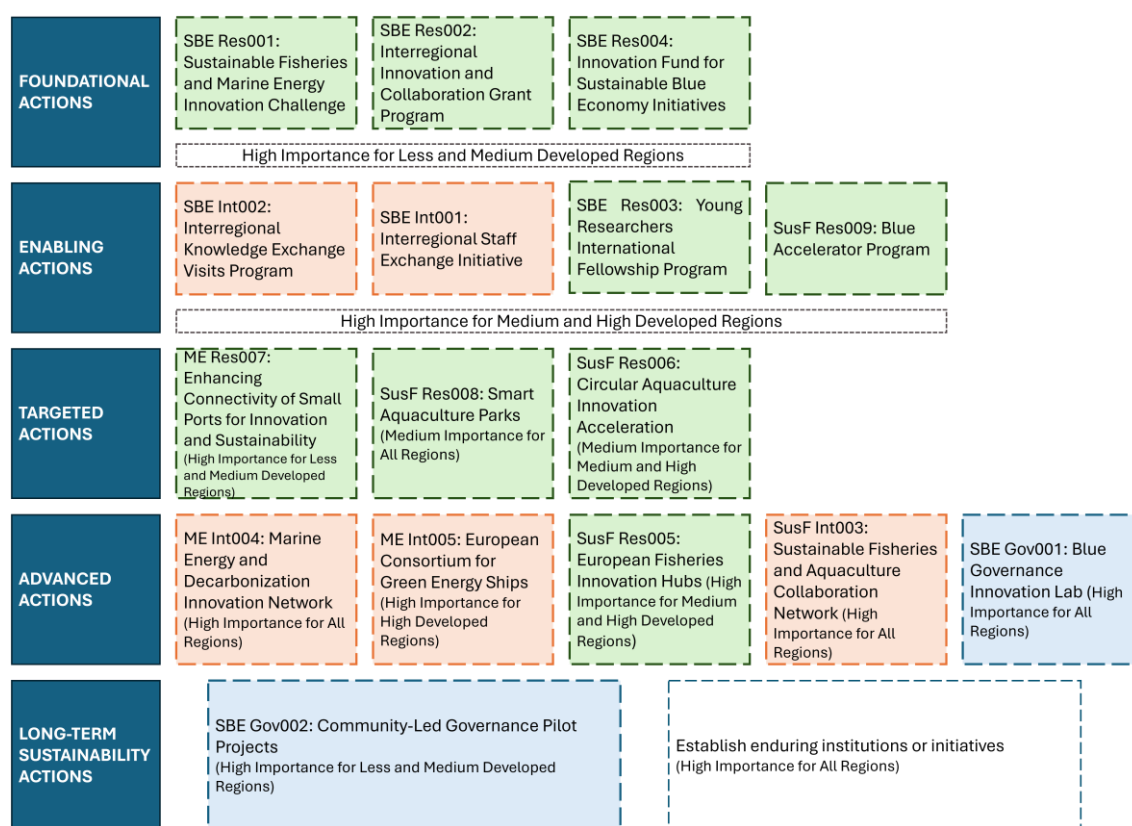 FOUNDATIONAL
ACTIONS
SBE Res001:
Sustainable Fisheries
and Marine Energy
Innovation Challenge
SBE Res002:
Interregional
Innovation and
Collaboration Grant
Program
SBE Res004:
Innovation Fund for
Sustainable Blue
Economy Initiatives
High Importance for Less and Medium Developed Regions
ENABLING
ACTIONS
SBE Int002:
Interregional
Knowledge Exchange
Visits Program
SBE Int001:
Interregional Staff
Exchange Initiative
SBE Res003: Young
Researchers
International
Fellowship Program
SusF Res009: Blue
Accelerator Program
High Importance for Medium and High Developed Regions
TARGETED
ACTIONS
ME Res007:
Enhancing
Connectivity of Small
Ports for Innovation
and Sustainability
(High Importance for Less
and Medium Developed
Regions)
SusF Res008: Smart
Aquaculture Parks
(Medium Importance for
All Regions)
SusF Res006:
Circular Aquaculture
Innovation
Acceleration
(Medium Importance for
Medium and High
Developed Regions)
ADVANCED
ACTIONS
ME Int004: Marine
Energy and
Decarbonization
Innovation Network
(High Importance for All
Regions)
ME Int005: European
Consortium for
Green Energy Ships
(High Importance for
High Developed
Regions)
SusF Res005:
European Fisheries
Innovation Hubs (High
Importance for Medium
and High Developed
Regions)
SusF Int003:
Sustainable Fisheries
and Aquaculture
Collaboration
Network (High
Importance for All
Regions)
SBE Gov001: Blue
Governance
Innovation Lab (High
Importance for All
Regions)
LONG-TERM
SUSTAINABILITY
ACTIONS
SBE Gov002: Community-Led Governance Pilot
Projects
(High Importance for Less and Medium Developed
Regions)
Establish enduring institutions or initiatives
(High Importance for All Regions)